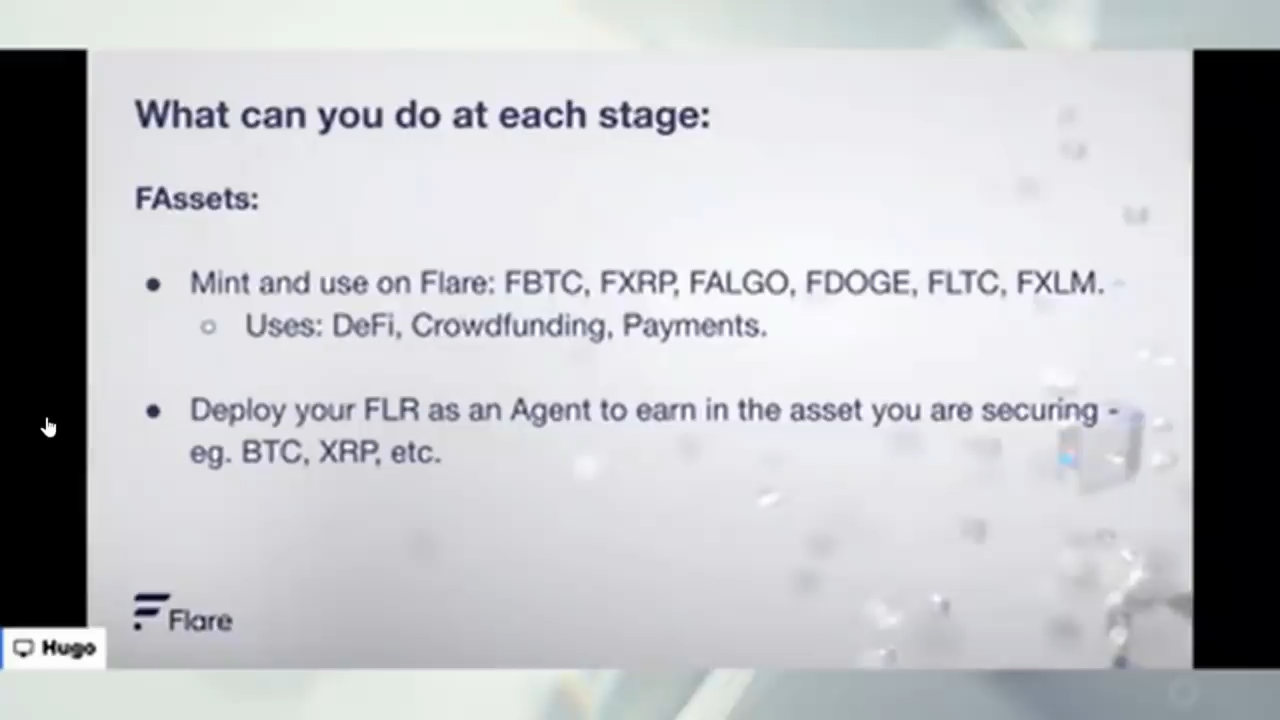 What can you do at each stage:
FAssets:
● Mint and use on Flare: FBTC, FXRP, FALGO, FDOGE, FLTC, FXLM.
○ Uses: DeFi, Crowdfunding, Payments.
● Deploy your FLR as an Agent to earn in the asset you are securing -
eg. BTC, XRP, etc.
Flare
Hugo